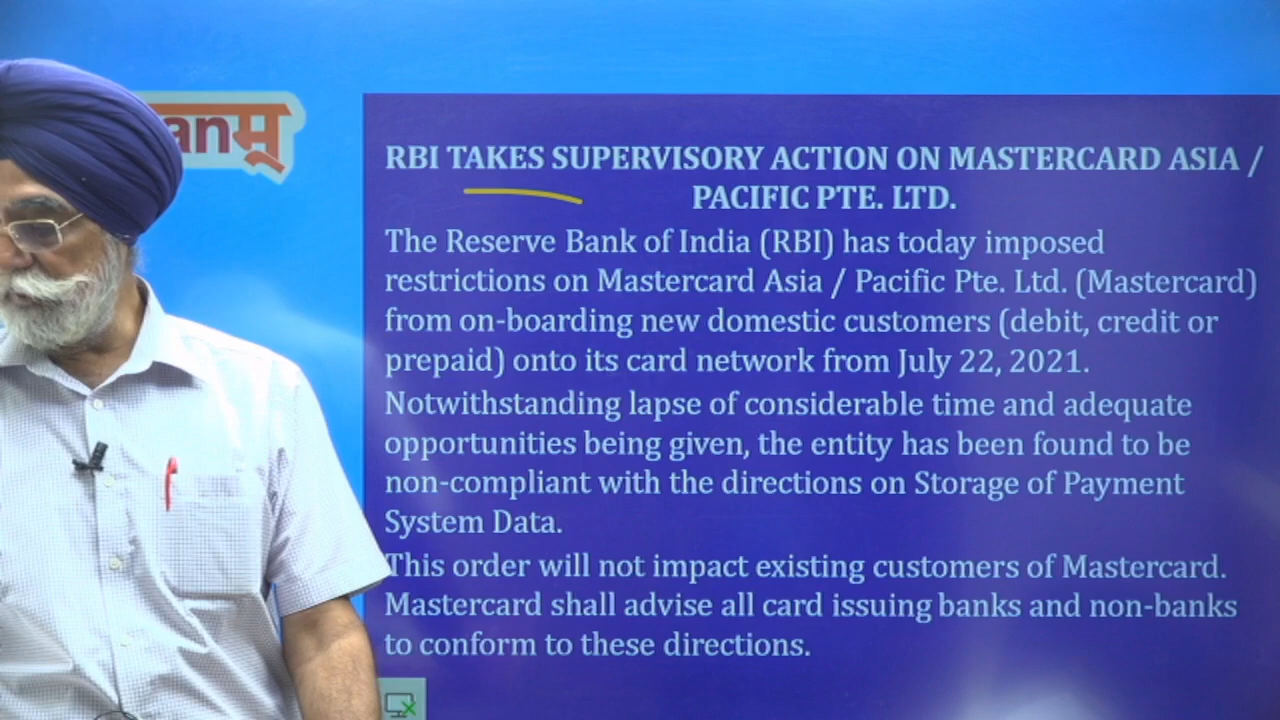 anमू
RBI TAKES SUPERVISORY ACTION ON MASTERCARD ASIA /
PACIFIC PTE. LTD.
The Reserve Bank of India (RBI) has today imposed
restrictions on Mastercard Asia / Pacific Pte. Ltd. (Mastercard)
from on-boarding new domestic customers (debit, credit or
prepaid) onto its card network from July 22, 2021.
Notwithstanding lapse of considerable time and adequate
opportunities being given, the entity has been found to be
non-compliant with the directions on Storage of Payment
System Data.
This order will not impact existing customers of Mastercard.
Mastercard shall advise all card issuing banks and non-banks
to conform to these directions.